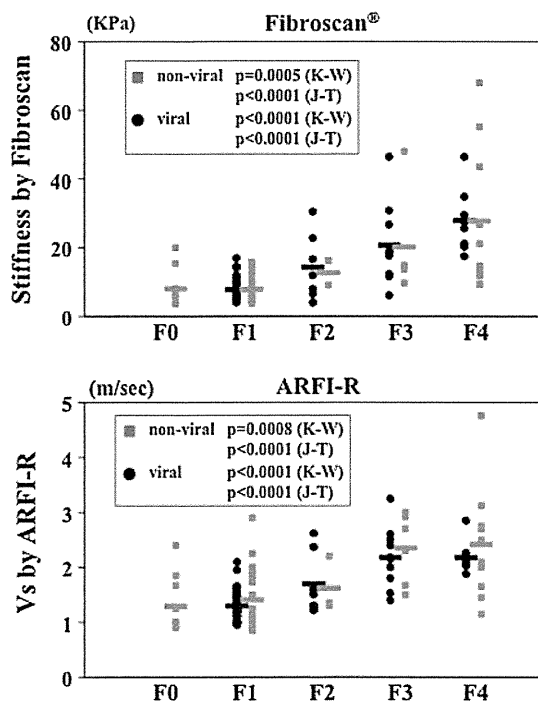 (KPa) Fibroscan®
Stiffness by Fibroscan
80
60
40
20
0
non-viral p=0.0005 (K-W)
p<0.0001 (J-T)
viral p<0.0001 (K-W)
p<0.0001 (J-T)
F0 F1 F2 F3 F4
(m/sec) ARFI-R
Vs by ARFI-R
5
4
3
2
1
0
non-viral p=0.0008 (K-W)
p<0.0001 (J-T)
viral p<0.0001 (K-W)
p<0.0001 (J-T)
F0 F1 F2 F3 F4